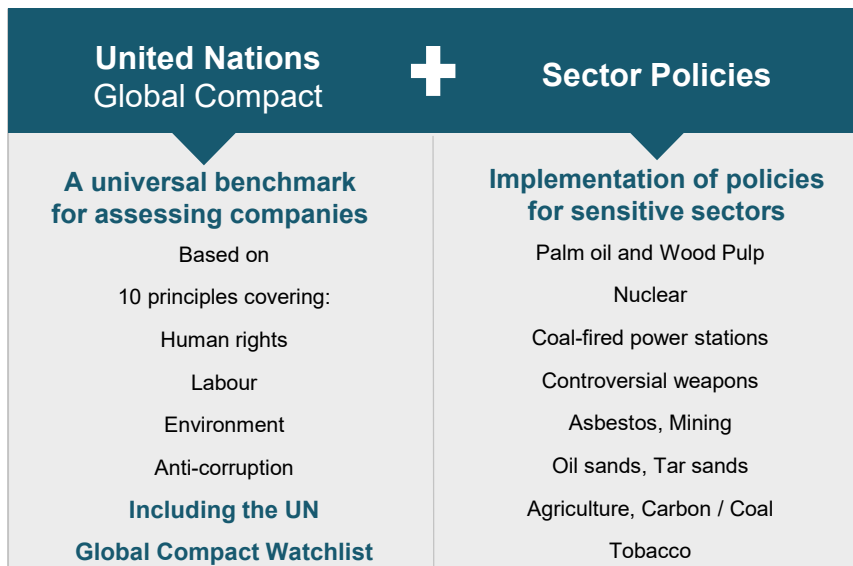 United Nations
Global Compact
Sector Policies
A universal benchmark
for assessing companies
Based on
10 principles covering:
Human rights
Labour
Environment
Anti-corruption
Including the UN
Global Compact Watchlist
Implementation of policies
for sensitive sectors
Palm oil and Wood Pulp
Nuclear
Coal-fired power stations
Controversial weapons
Asbestos, Mining
Oil sands, Tar sands
Agriculture, Carbon / Coal
Tobacco